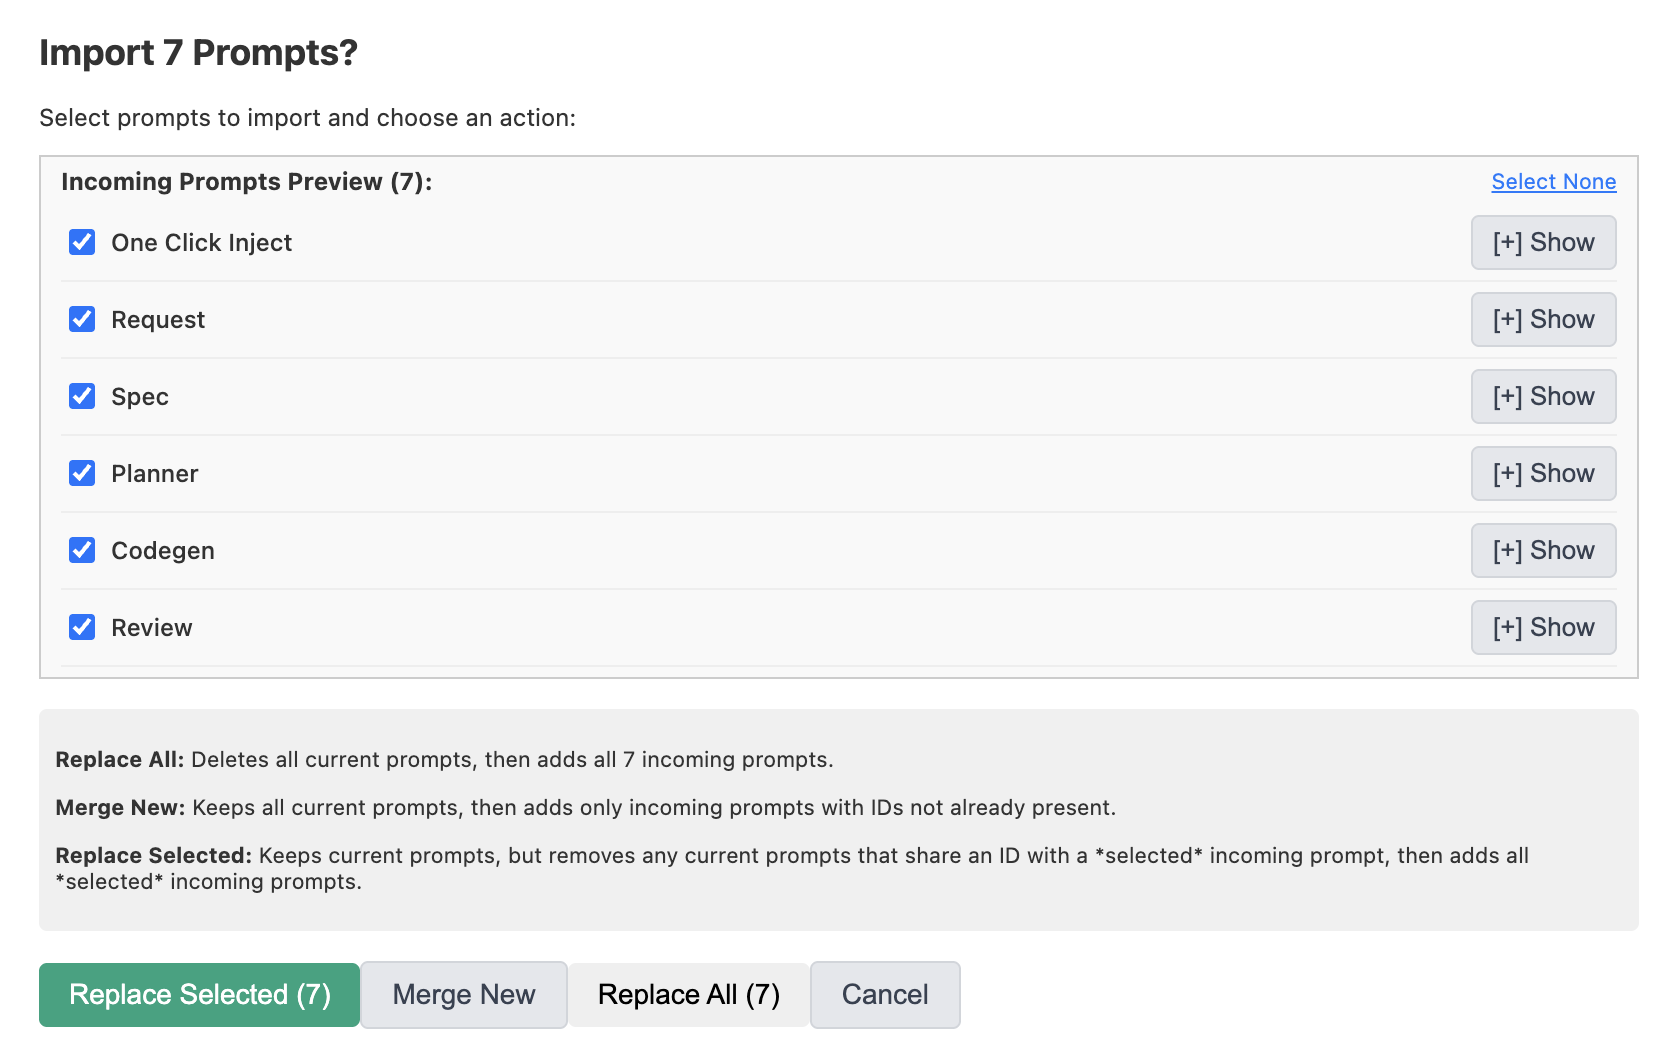 Import 7 Prompts?
Select prompts to import and choose an action:
Incoming Prompts Preview (7): Select None
One Click Inject [+] Show
Request [+] Show
Spec [+] Show
Planner [+] Show
Codegen [+] Show
Review [+] Show
Replace All: Deletes all current prompts, then adds all 7 incoming prompts.
Merge New: Keeps all current prompts, then adds only incoming prompts with IDs not already present.
Replace Selected: Keeps current prompts, but removes any current prompts that share an ID with a *selected* incoming prompt, then adds all
*selected* incoming prompts.
Replace Selected (7) Merge New Replace All (7) Cancel